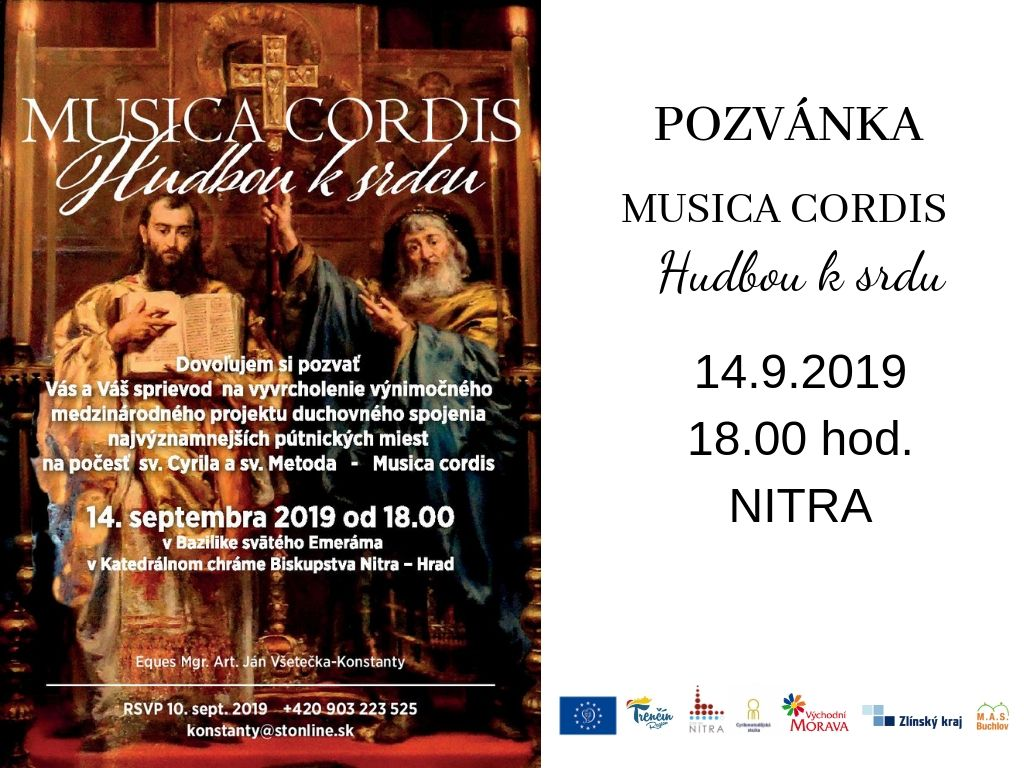 MUSICA CORDIS
Hudbou k srdcu
Dovoľujem si pozvať
Vás a Váš sprievod na vyvrcholenie výnimočného
medzinárodného projektu duchovného spojenia
najvýznamnejších pútnických miest
na počesť sv. Cyrila a sv. Metoda - Musica cordis
14. septembra 2019 od 18.00
v Bazilike svätého Emeráma
v Katedrálnom chráme Biskupstva Nitra – Hrad
Eques Mgr. Art. Ján Všetečka-Konstanty
RSVP 10. sept. 2019 +420 903 223 525
konstanty@stonline.sk
POZVÁNKA
MUSICA CORDIS
Hudbou k srdu
14.9.2019
18.00 hod.
NITRA
Trenčín
Región
NITRA
Cyrilometodějská
stezka
Východní
MORAVA
Zlínský kraj
M.A.S.
Buchlov